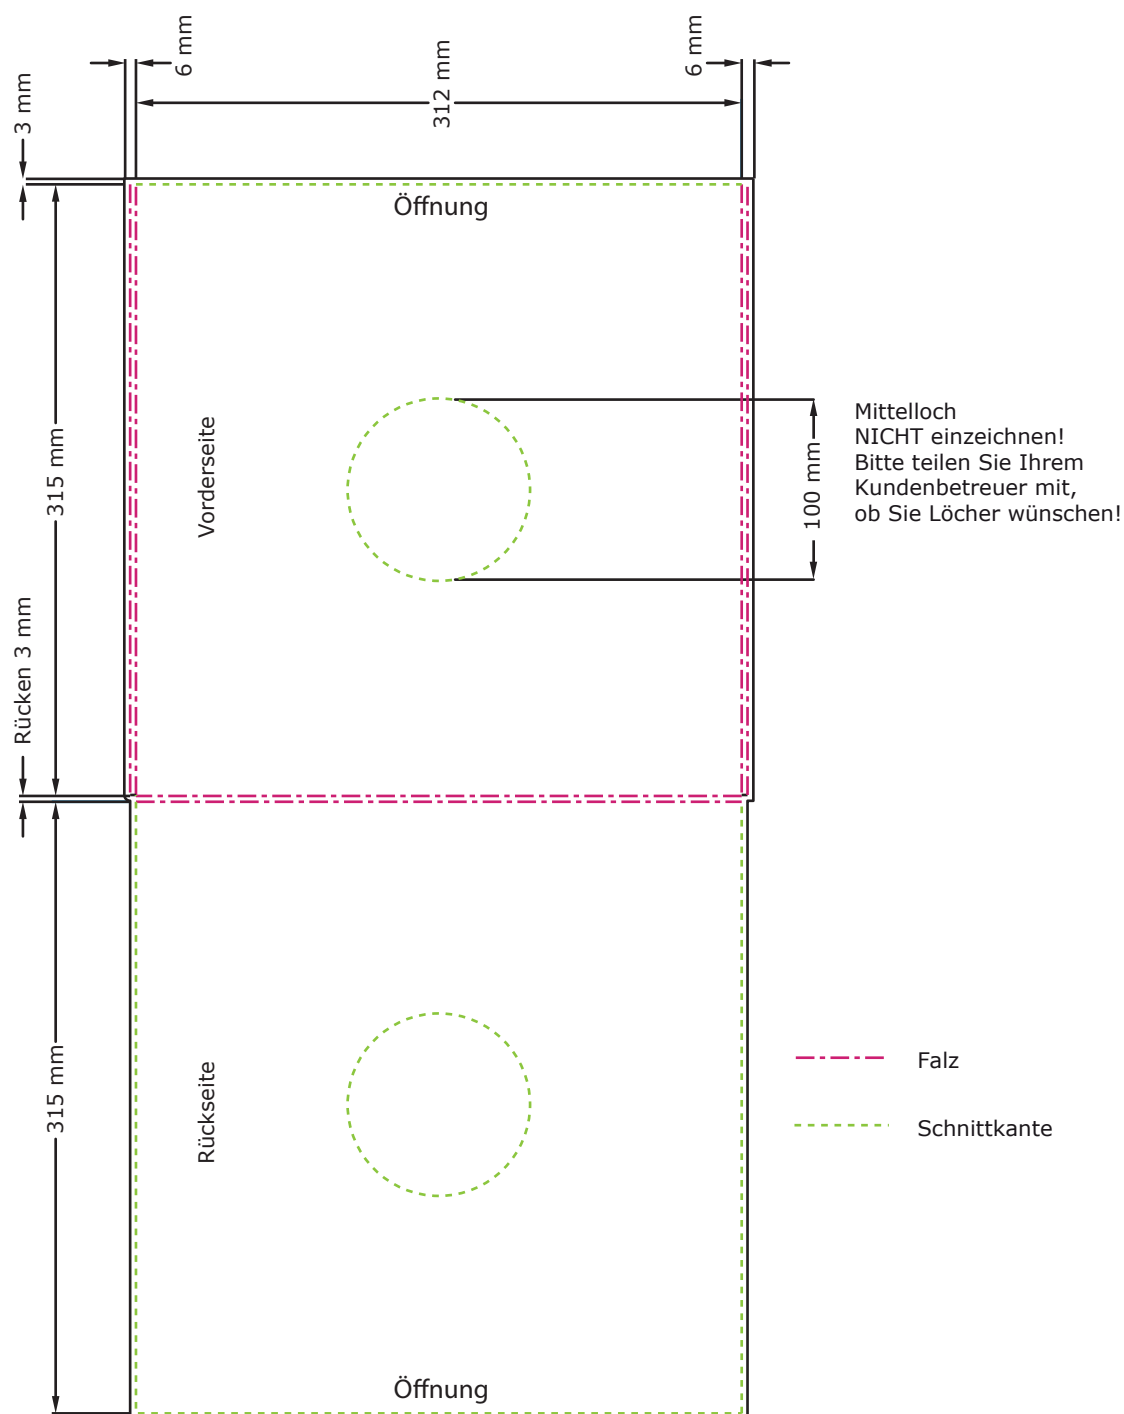 6 mm
6 mm
312 mm
3 mm
Öffnung
315 mm
Vorderseite
100 mm
Mittelloch
NICHT einzeichnen!
Bitte teilen Sie Ihrem
Kundenbetreuer mit,
ob Sie Löcher wünschen!
Rücken 3 mm
315 mm
Rückseite
Falz
Schnittkante
Öffnung